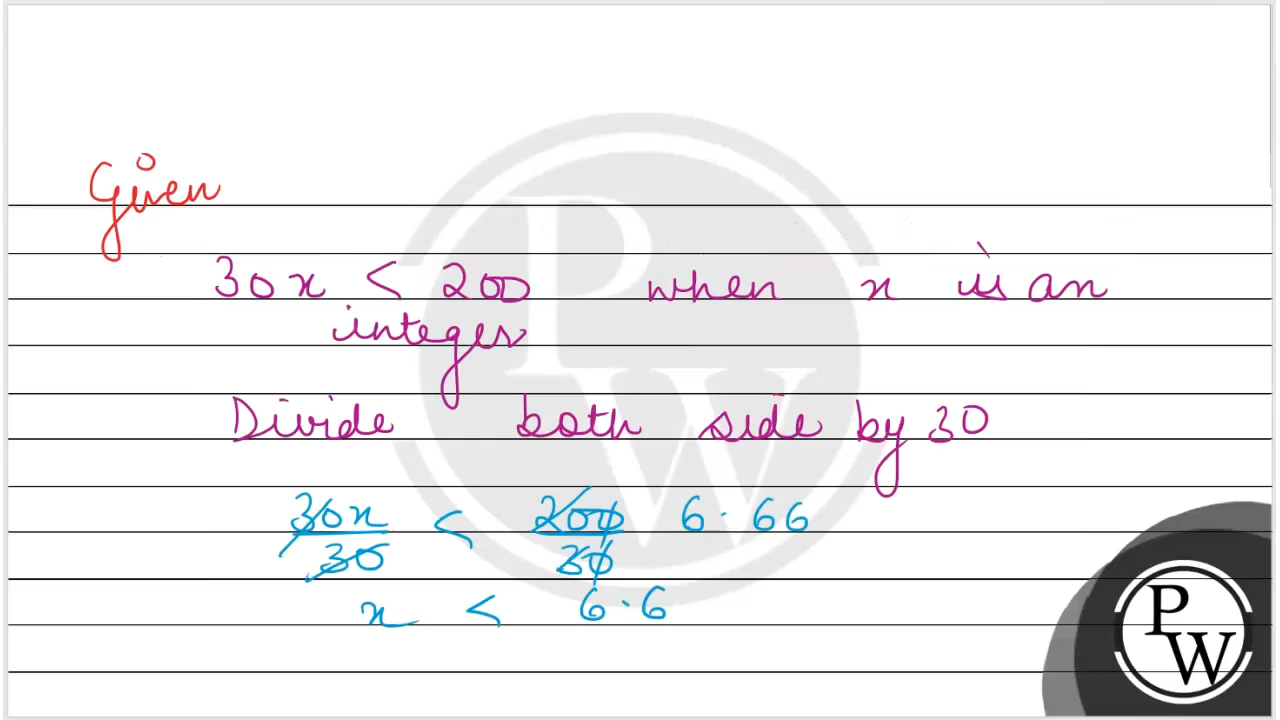 Given
30x < 200 when x is an
integer
Divide both side by 30
30x/30 < 200/30 6.66
x < 6.6
PW
PW